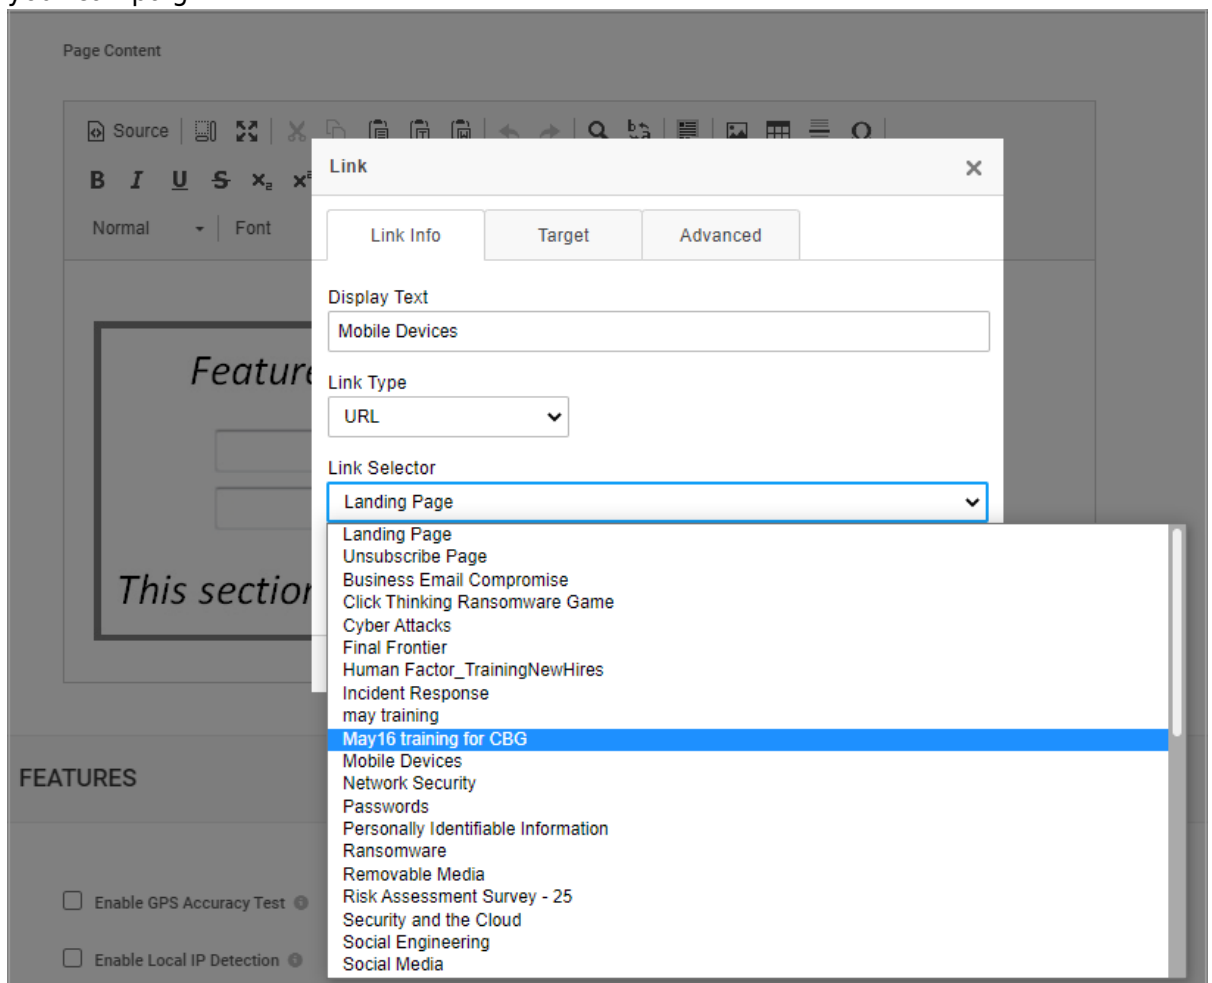 Page Content
Source
B I U S x₂ x²
Normal Font
Link
Link Info Target Advanced
Display Text
Mobile Devices
Feature
Link Type
URL
Link Selector
Landing Page
Landing Page
Unsubscribe Page
Business Email Compromise
This section
Click Thinking Ransomware Game
Cyber Attacks
Final Frontier
Human Factor_TrainingNewHires
Incident Response
may training
May16 training for CBG
Mobile Devices
FEATURES
Network Security
Passwords
Personally Identifiable Information
Ransomware
Removable Media
Risk Assessment Survey - 25
Enable GPS Accuracy Test
Security and the Cloud
Social Engineering
Enable Local IP Detection
Social Media